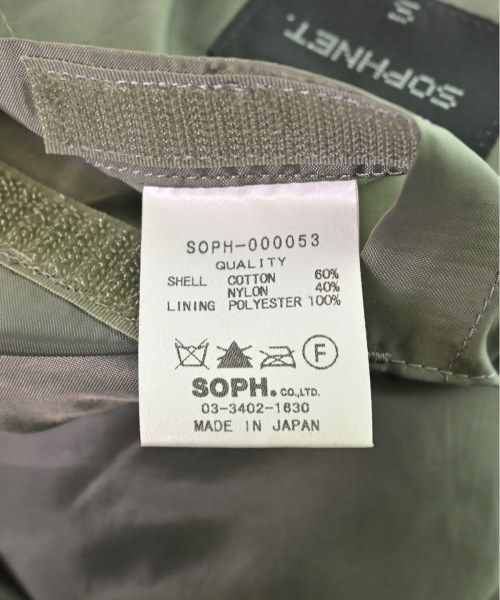 S
SOPHNET.
SOPH-000053
QUALITY
SHELL COTTON 60%
NYLON 40%
LINING POLYESTER 100%
F
SOPH. CO.,LTD.
03-3402-1630
MADE IN JAPAN